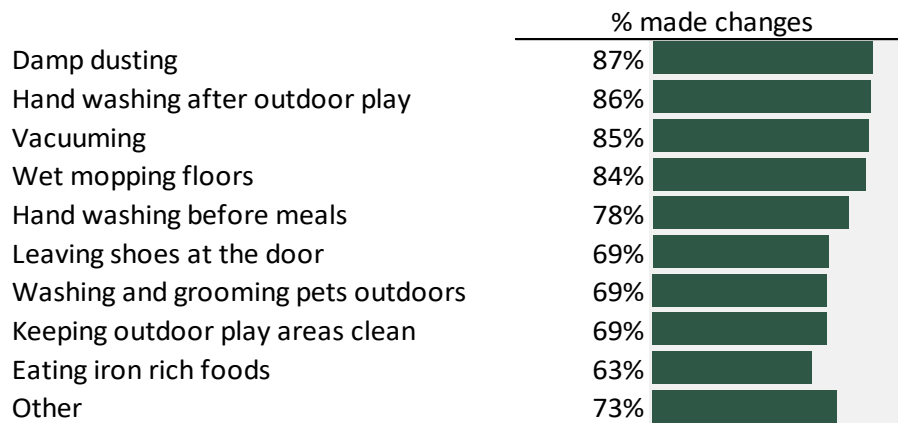 % made changes
Damp dusting 87%
Hand washing after outdoor play 86%
Vacuuming 85%
Wet mopping floors 84%
Hand washing before meals 78%
Leaving shoes at the door 69%
Washing and grooming pets outdoors 69%
Keeping outdoor play areas clean 69%
Eating iron rich foods 63%
Other 73%